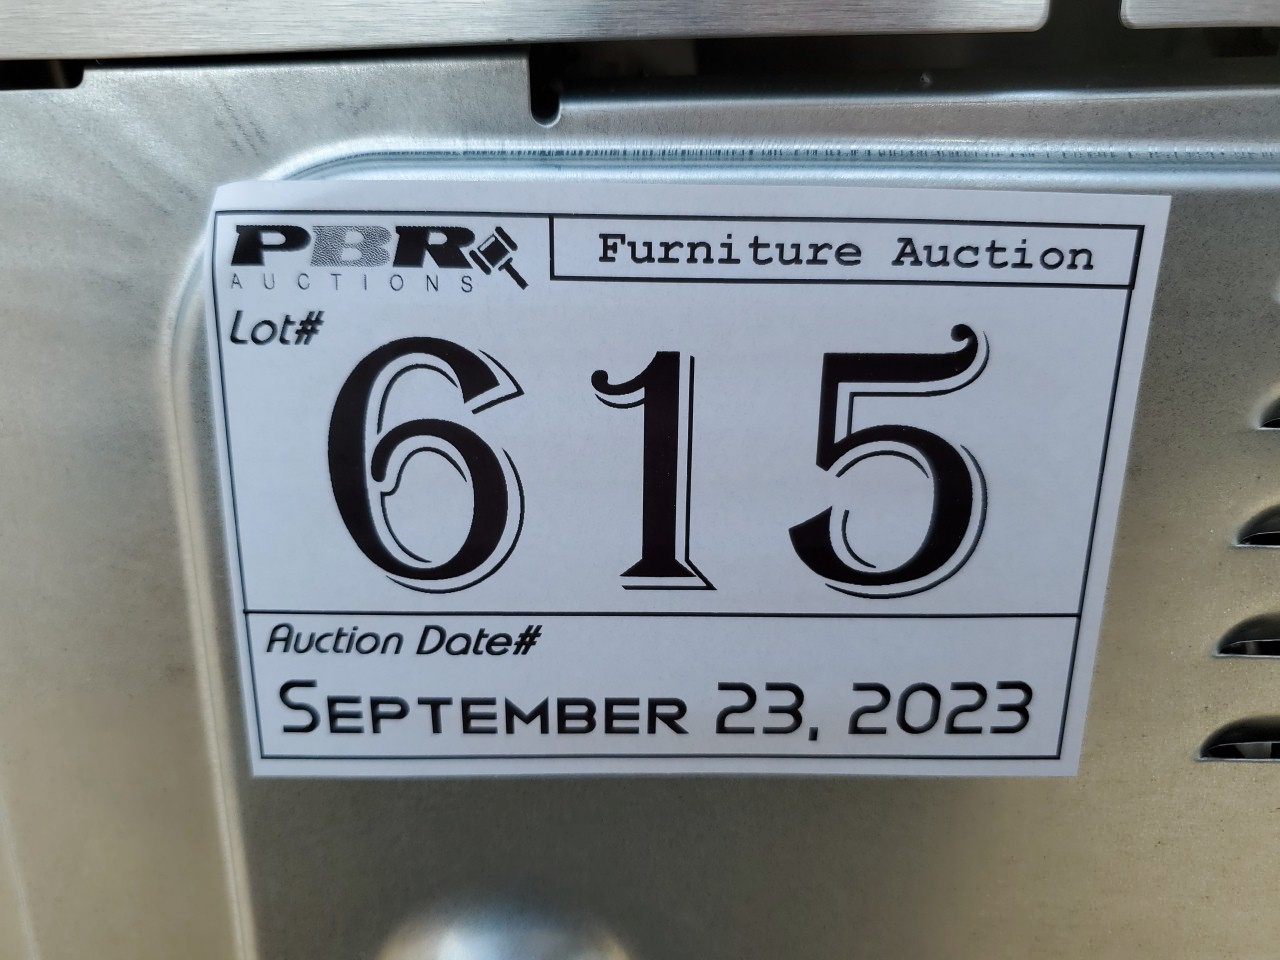 PBR
AUCTIONS
Furniture Auction
Lot#
615
Auction Date#
September 23, 2023